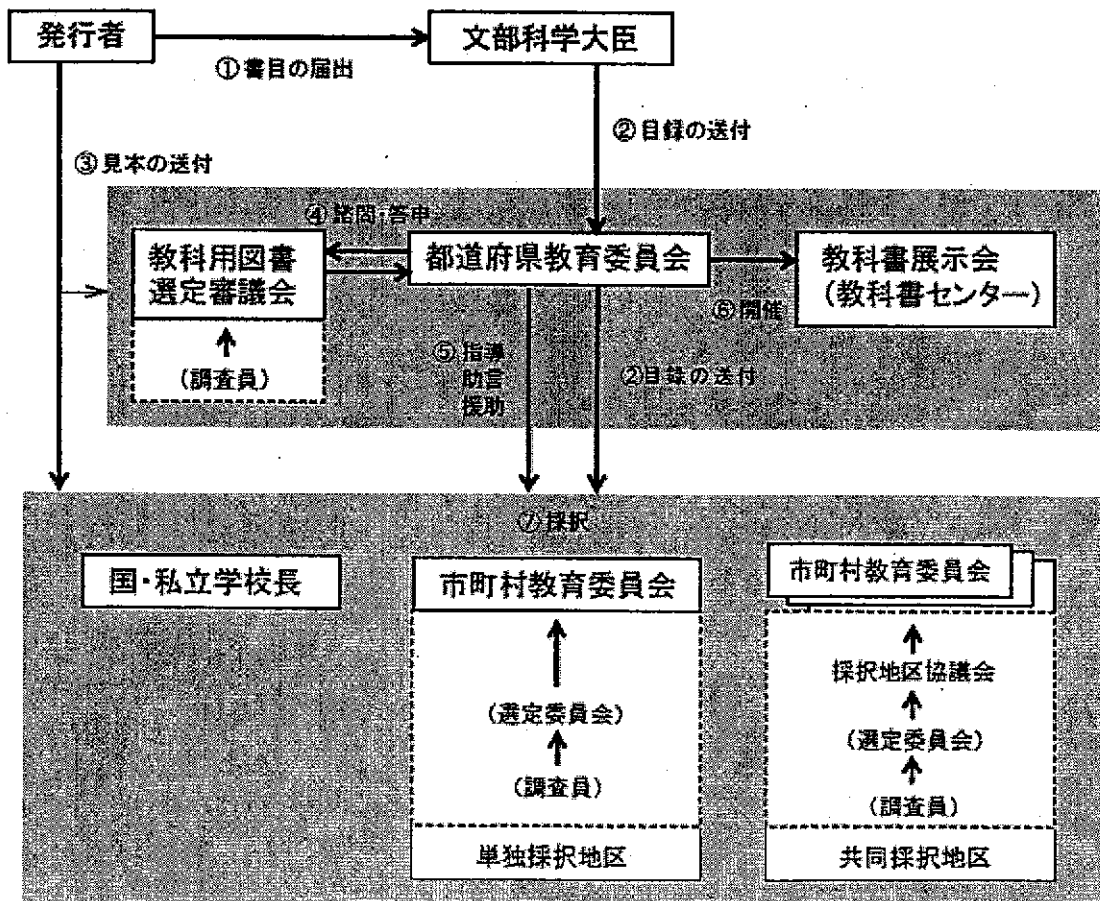 発行者
文部科学大臣
①書目の届出
②目録の送付
③見本の送付
④諮問・答申
教科用図書
選定審議会
都道府県教育委員会
教科書展示会
(教科書センター)
⑥開催
(調査員)
⑤指導
助言
援助
②目録の送付
⑦採択
国・私立学校長
市町村教育委員会
市町村教育委員会
採択地区協議会
(選定委員会)
(選定委員会)
(調査員)
(調査員)
単独採択地区
共同採択地区